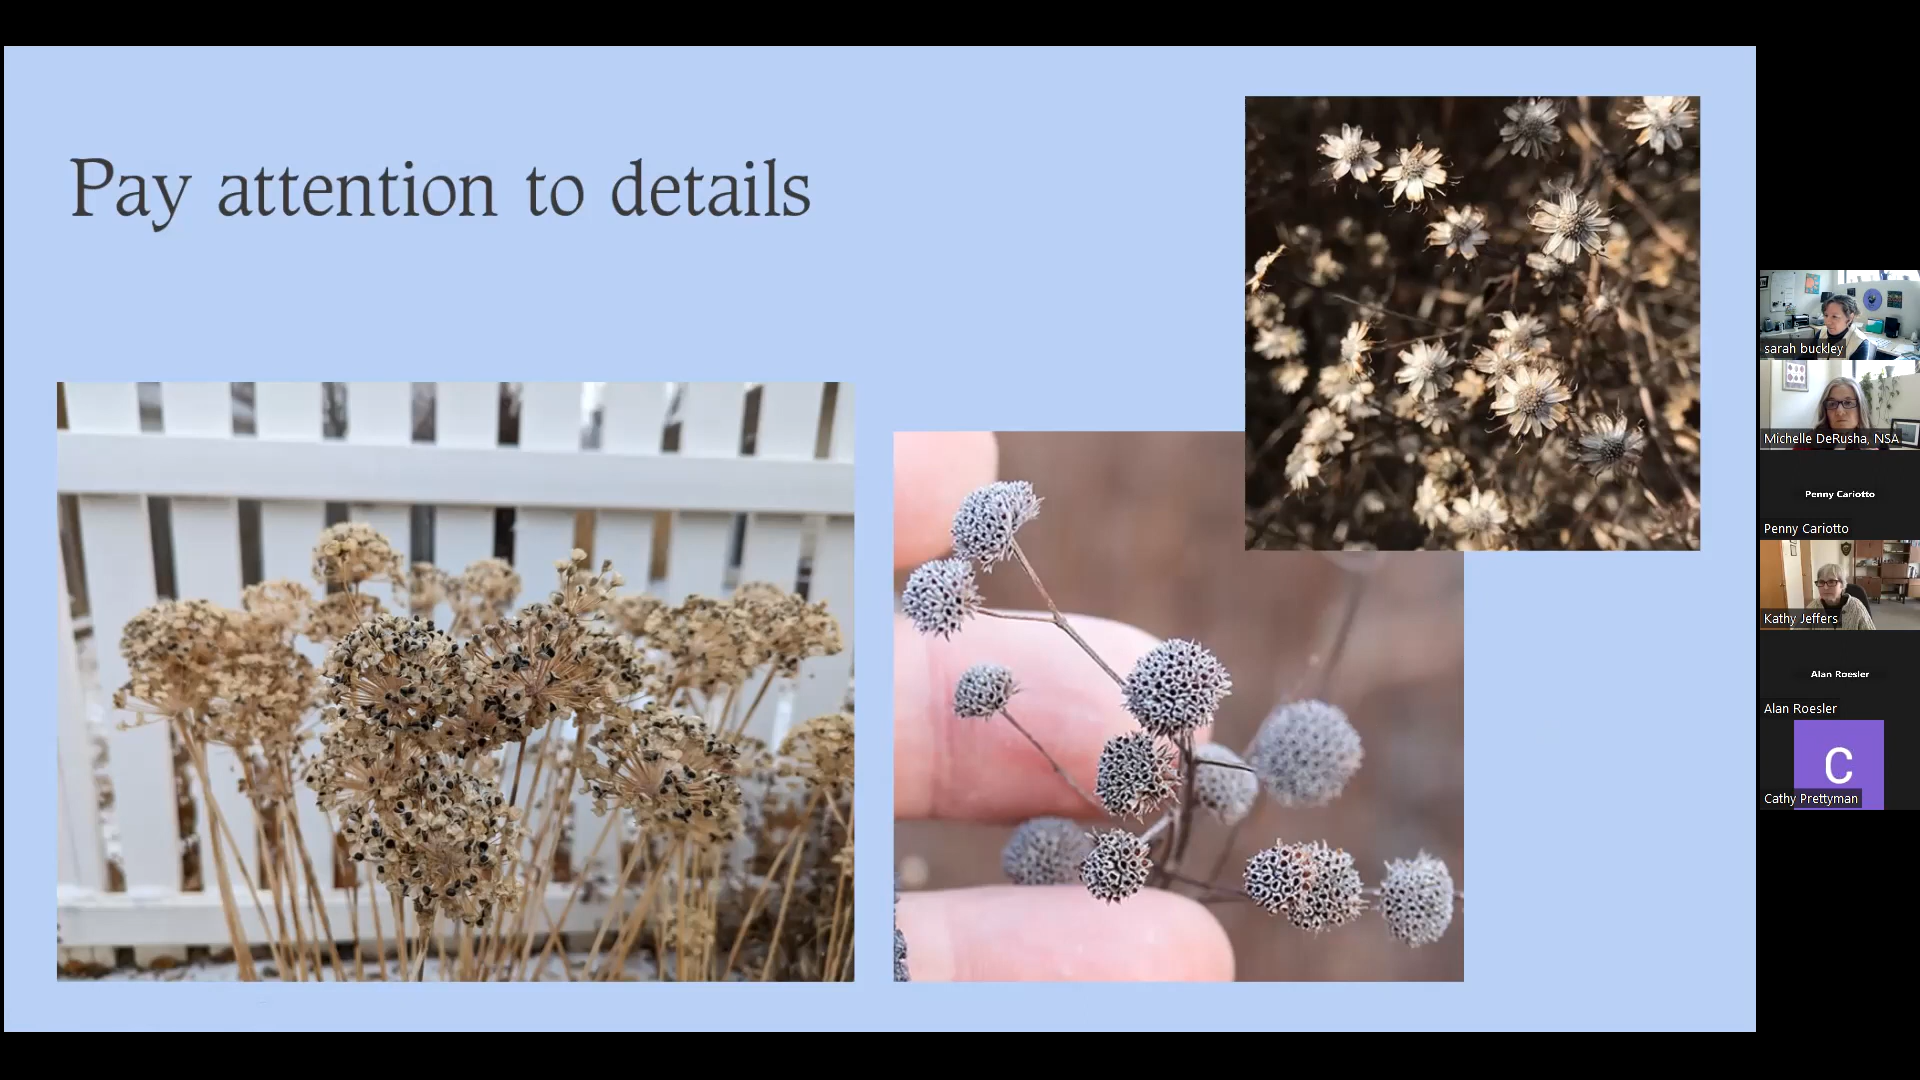 Pay attention to details
sarah buckley
Michelle DeRusha, NSA
Penny Cariotto
Penny Cariotto
Kathy Jeffers
Alan Roesler
Alan Roesler
C
Cathy Prettyman